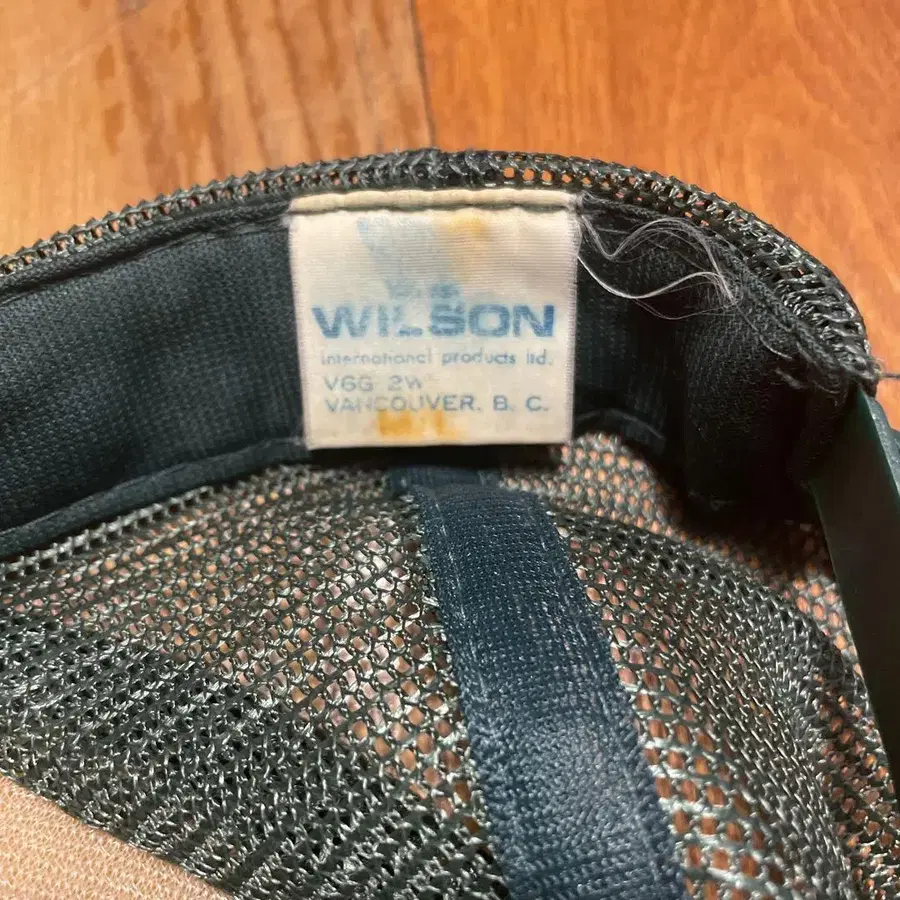 WILSON
international products ltd.
V6G 2W
VANCOUVER, B. C.